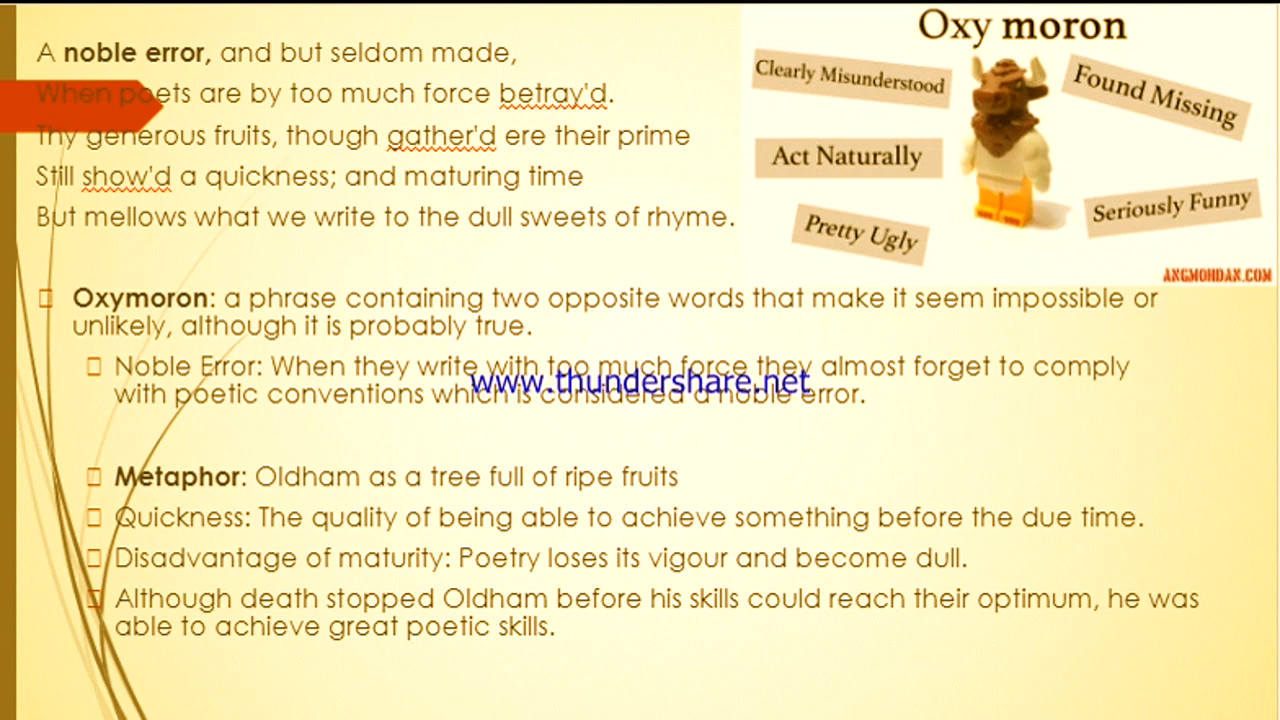 A noble error, and but seldom made,
When poets are by too much force betray'd.
Thy generous fruits, though gather'd ere their prime
Still show'd a quickness; and maturing time
But mellows what we write to the dull sweets of rhyme.
Oxy moron
Clearly Misunderstood
Found Missing
Act Naturally
Seriously Funny
Pretty Ugly
ANGMOHDAN.COM
Oxymoron: a phrase containing two opposite words that make it seem impossible or
unlikely, although it is probably true.
Noble Error: When they write with too much force they almost forget to comply
www.thundershare.net
with poetic conventions which is considered a noble error.
Metaphor: Oldham as a tree full of ripe fruits
Quickness: The quality of being able to achieve something before the due time.
Disadvantage of maturity: Poetry loses its vigour and become dull.
Although death stopped Oldham before his skills could reach their optimum, he was
able to achieve great poetic skills.